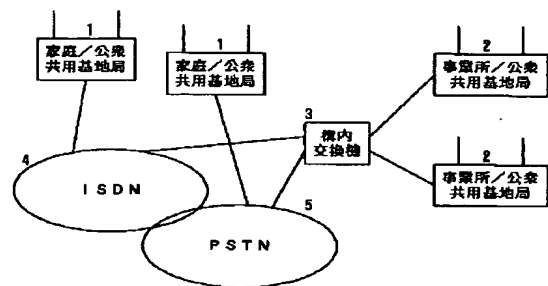 1
家庭／公衆
共用基地局
1
家庭／公衆
共用基地局
2
事業所／公衆
共用基地局
3
構内
交換機
2
事業所／公衆
共用基地局
4
ISDN
5
PSTN